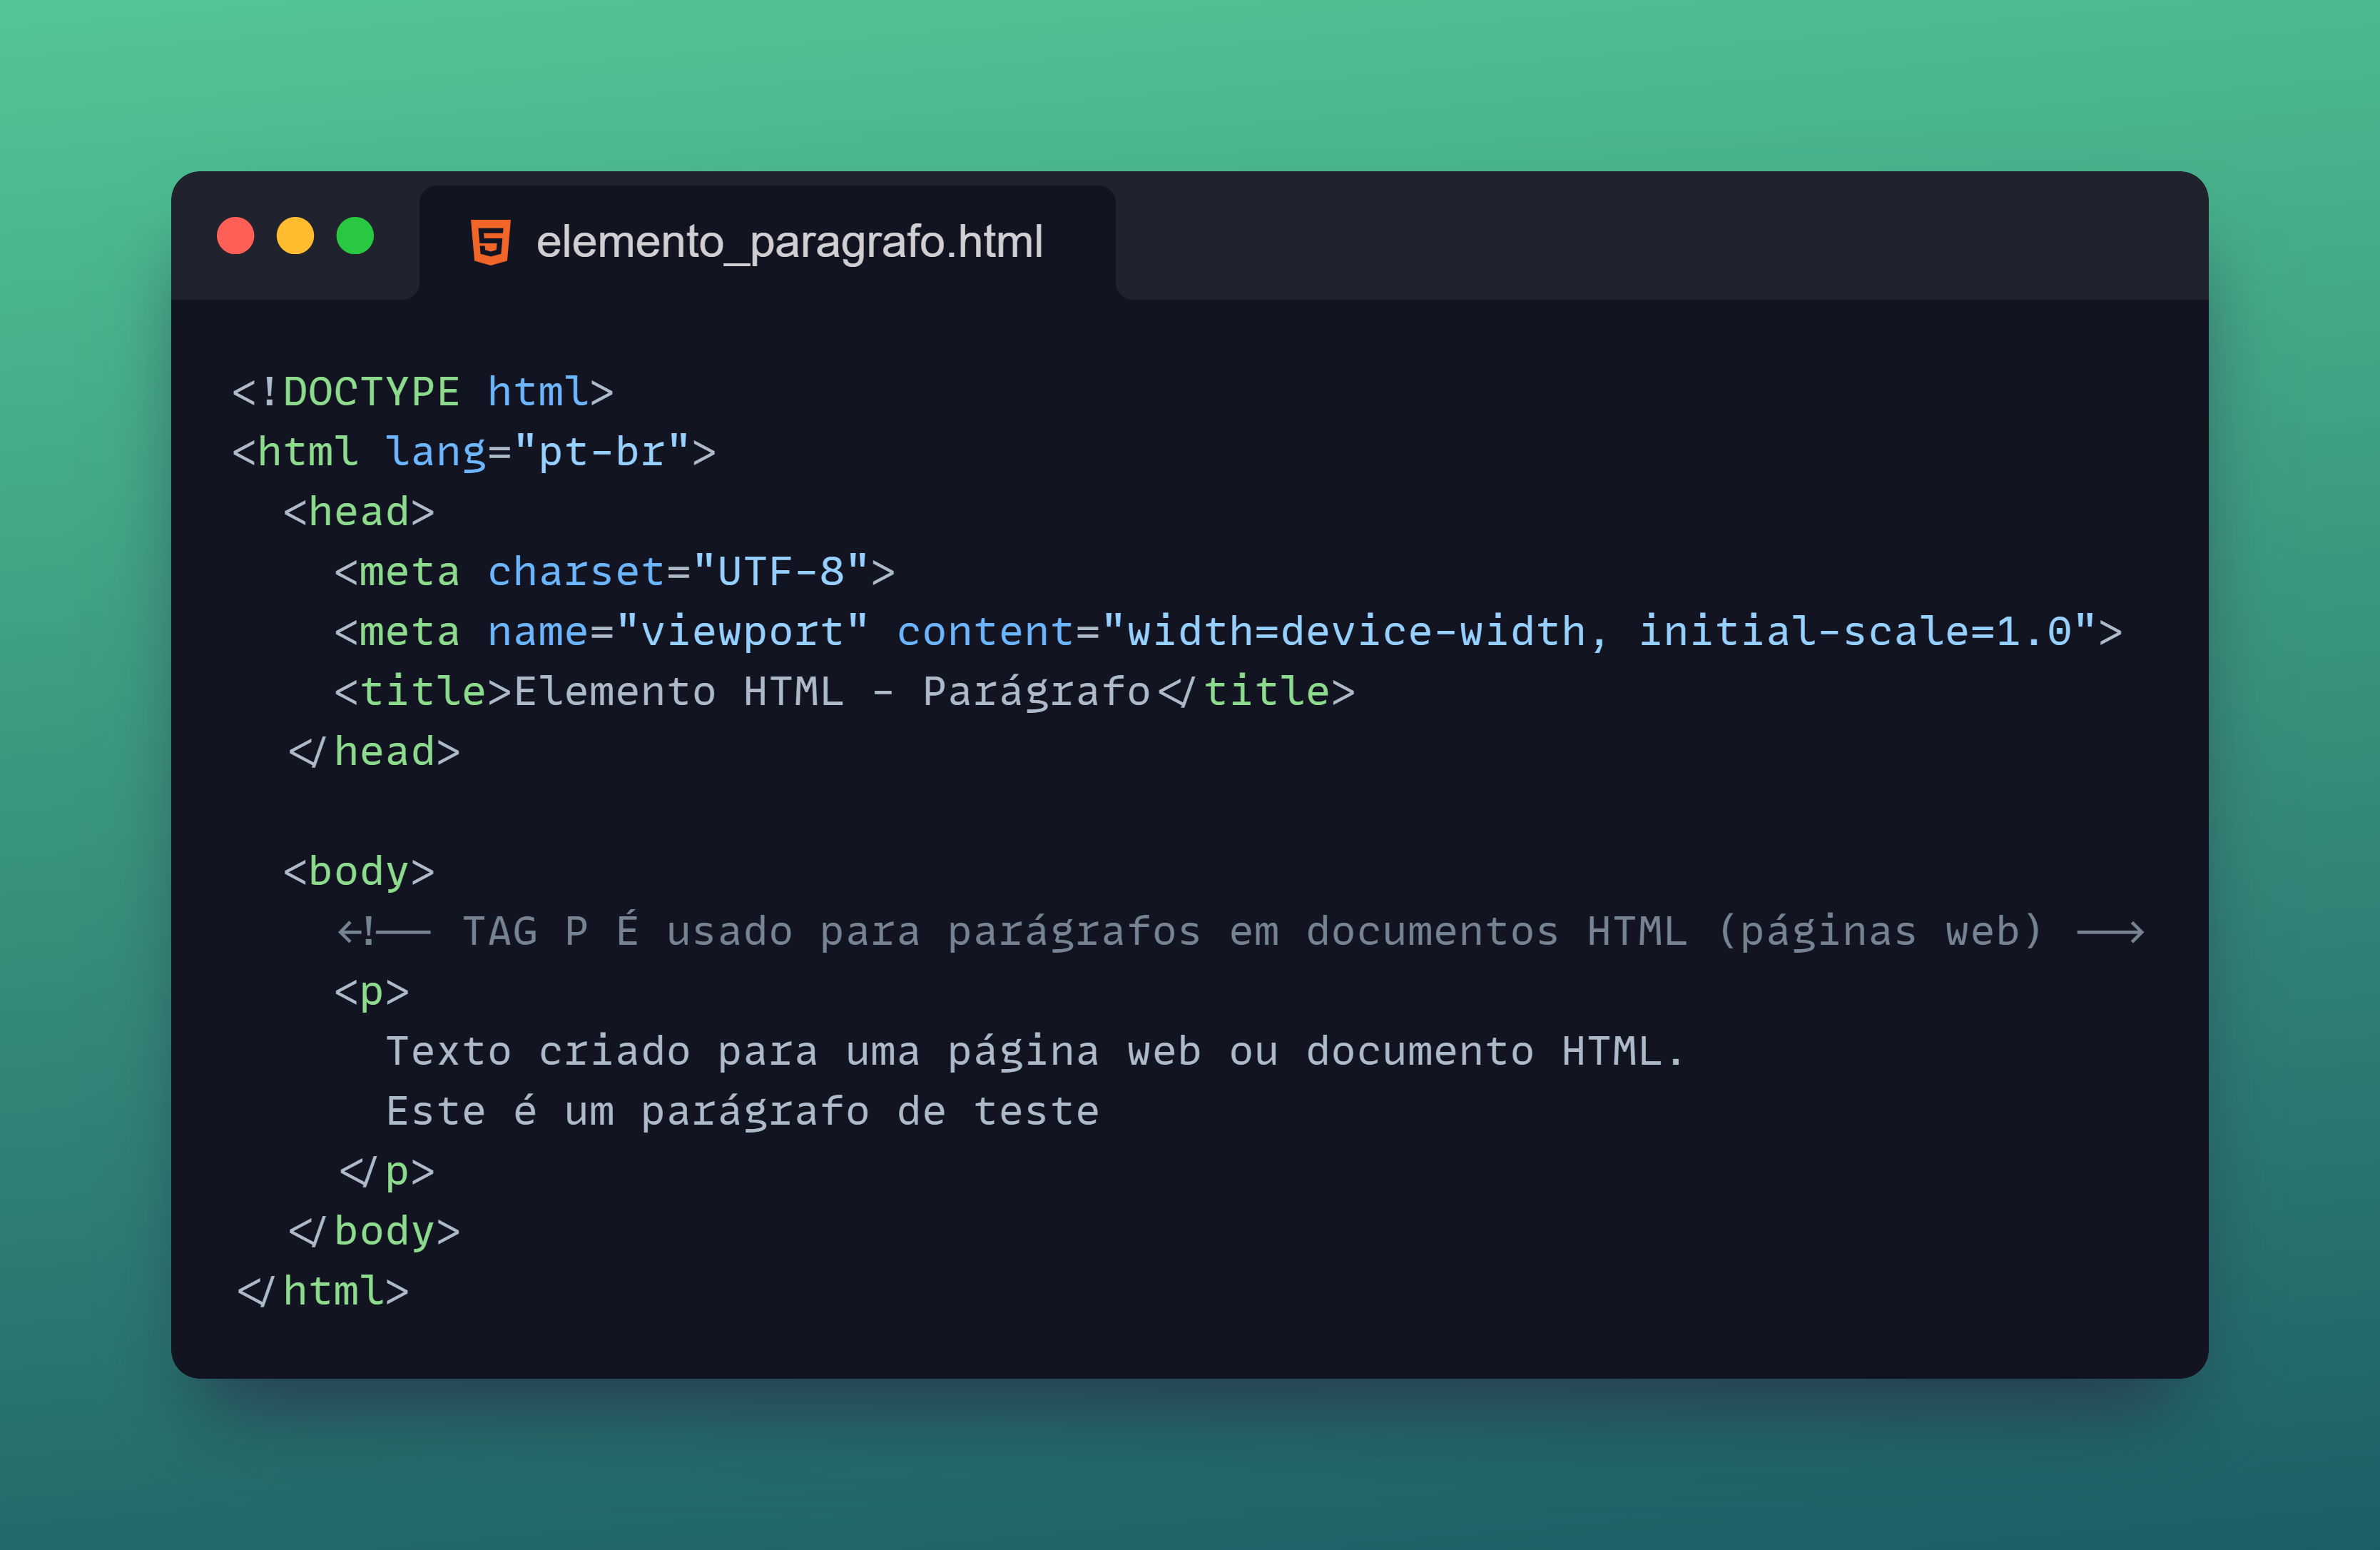 elemento_paragrafo.html
<!DOCTYPE html>
<html lang="pt-br">
  <head>
    <meta charset="UTF-8">
    <meta name="viewport" content="width=device-width, initial-scale=1.0">
    <title>Elemento HTML - Parágrafo</title>
  </head>

  <body>
    <!-- TAG P É usado para parágrafos em documentos HTML (páginas web) -->
    <p>
      Texto criado para uma página web ou documento HTML.
      Este é um parágrafo de teste
    </p>
  </body>
</html>